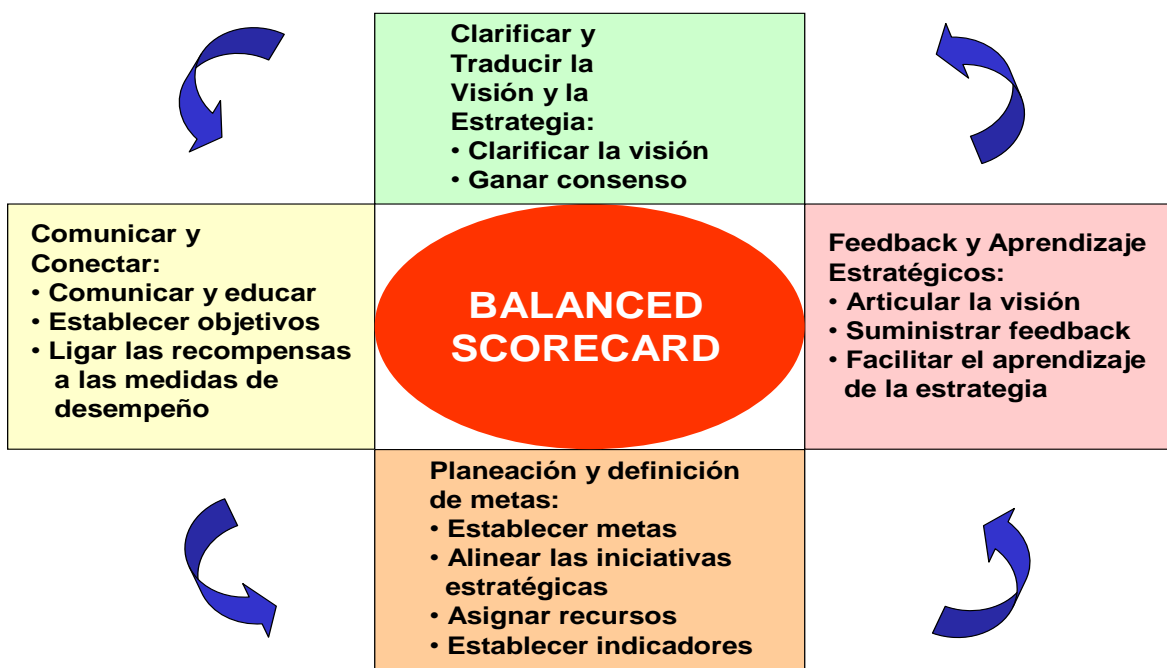 Clarificar y
Traducir la
Visión y la
Estrategia:
• Clarificar la visión
• Ganar consenso
Comunicar y
Conectar:
• Comunicar y educar
• Establecer objetivos
• Ligar las recompensas
a las medidas de
desempeño
BALANCED
SCORECARD
Feedback y Aprendizaje
Estratégicos:
• Articular la visión
• Suministrar feedback
• Facilitar el aprendizaje
de la estrategia
Planeación y definición
de metas:
• Establecer metas
• Alinear las iniciativas
estratégicas
• Asignar recursos
• Establecer indicadores